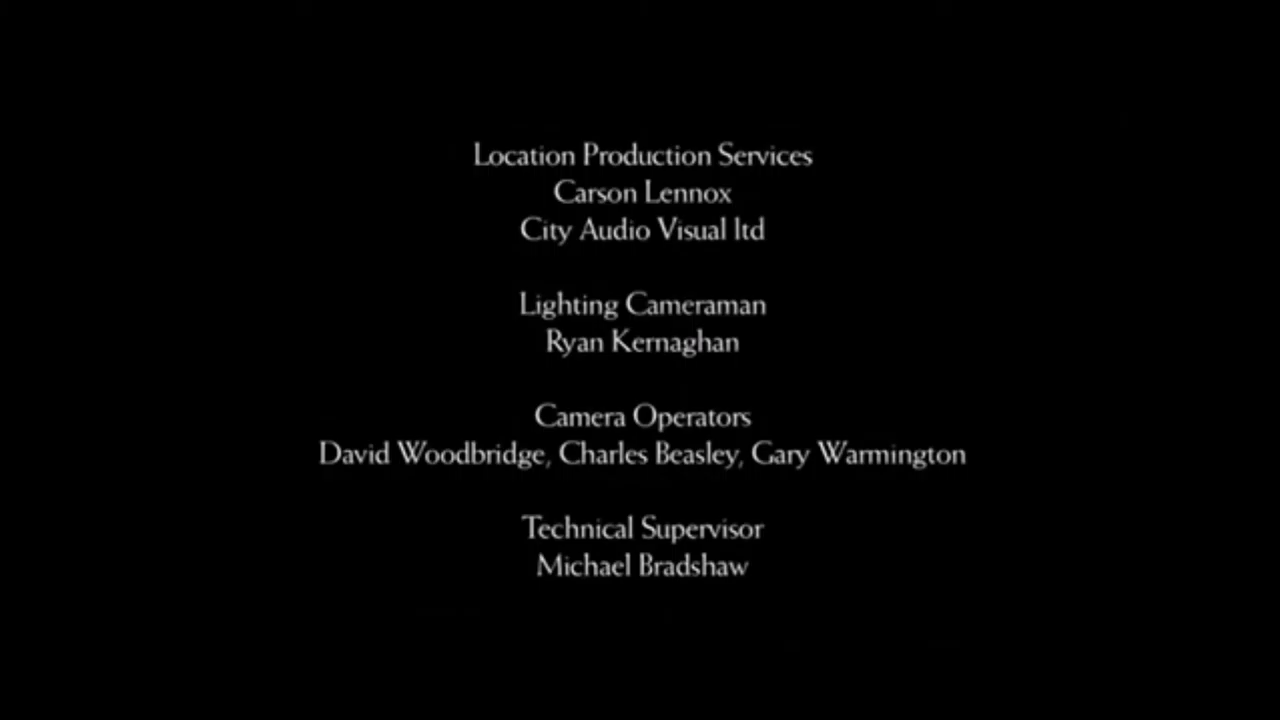 Location Production Services
Carson Lennox
City Audio Visual ltd
Lighting Cameraman
Ryan Kernaghan
Camera Operators
David Woodbridge, Charles Beasley, Gary Warmington
Technical Supervisor
Michael Bradshaw